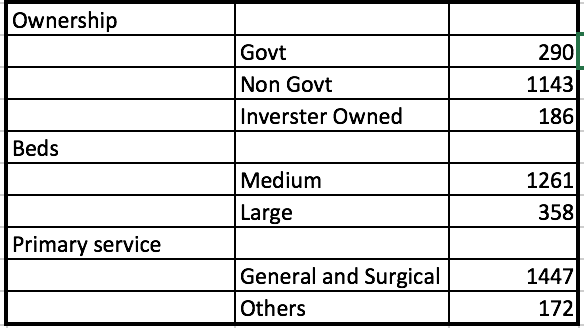 Ownership
Govt 290
Non Govt 1143
Inverster Owned 186
Beds
Medium 1261
Large 358
Primary service
General and Surgical 1447
Others 172